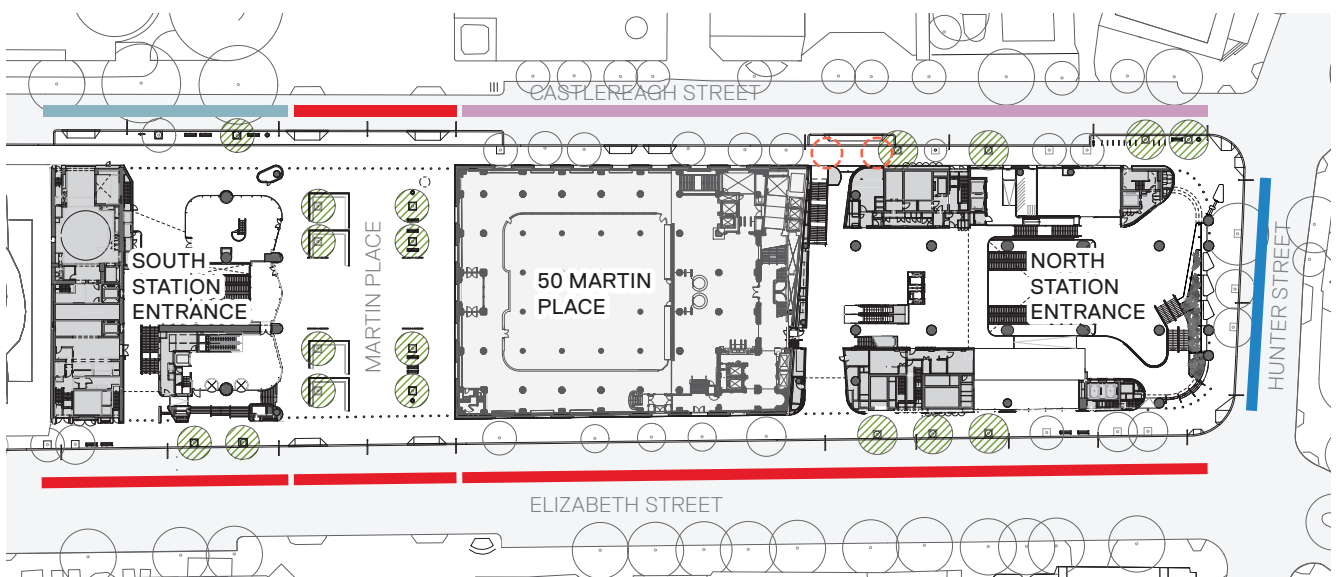 CASTLEREAGH STREET
SOUTH
STATION
ENTRANCE
MARTIN PLACE
50 MARTIN
PLACE
NORTH
STATION
ENTRANCE
HUNTER STREET
ELIZABETH STREET